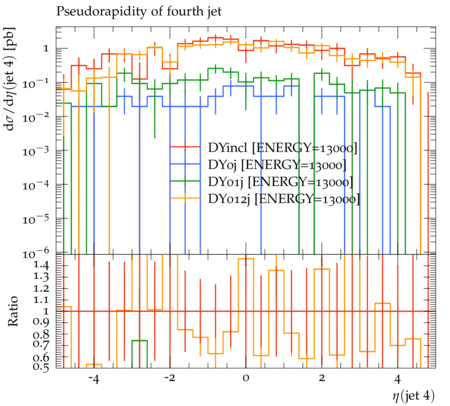 Pseudorapidity of fourth jet
dσ/dη(jet 4) [pb]
1
10⁻¹
10⁻²
10⁻³
10⁻⁴
10⁻⁵
10⁻⁶
DYincl [ENERGY=13000]
DY0j [ENERGY=13000]
DY01j [ENERGY=13000]
DY012j [ENERGY=13000]
Ratio
1.4
1.3
1.2
1.1
1
0.9
0.8
0.7
0.6
0.5
-4 -2 0 2 4
η(jet 4)